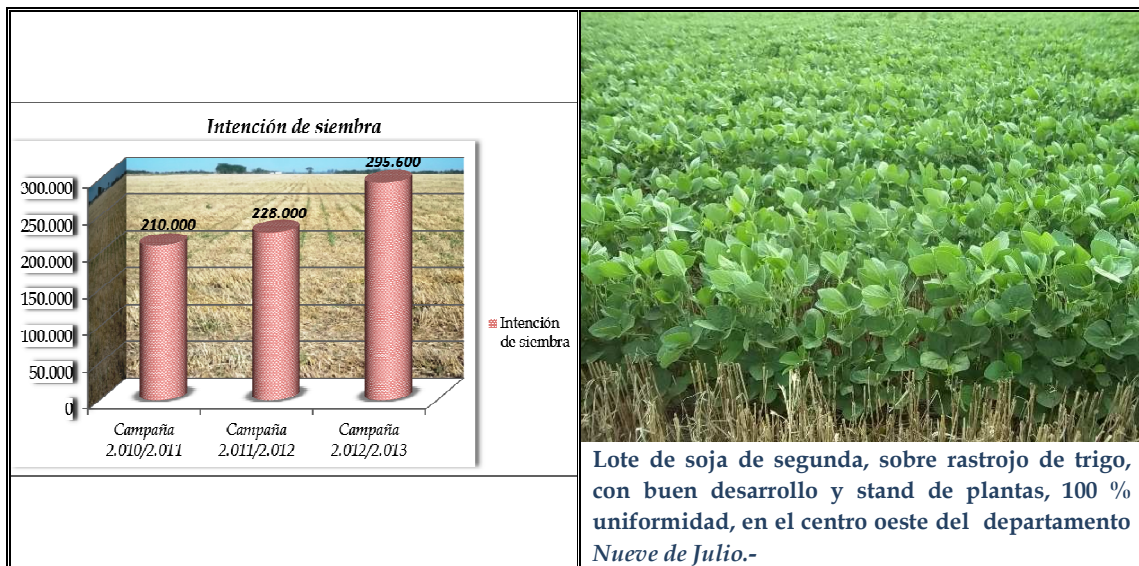 Intención de siembra
300.000
250.000
200.000
150.000
100.000
50.000
0
210.000
228.000
295.600
Campaña
2.010/2.011
Campaña
2.011/2.012
Campaña
2.012/2.013
Intención
de siembra
Lote de soja de segunda, sobre rastrojo de trigo,
con buen desarrollo y stand de plantas, 100 %
uniformidad, en el centro oeste del departamento
Nueve de Julio.-